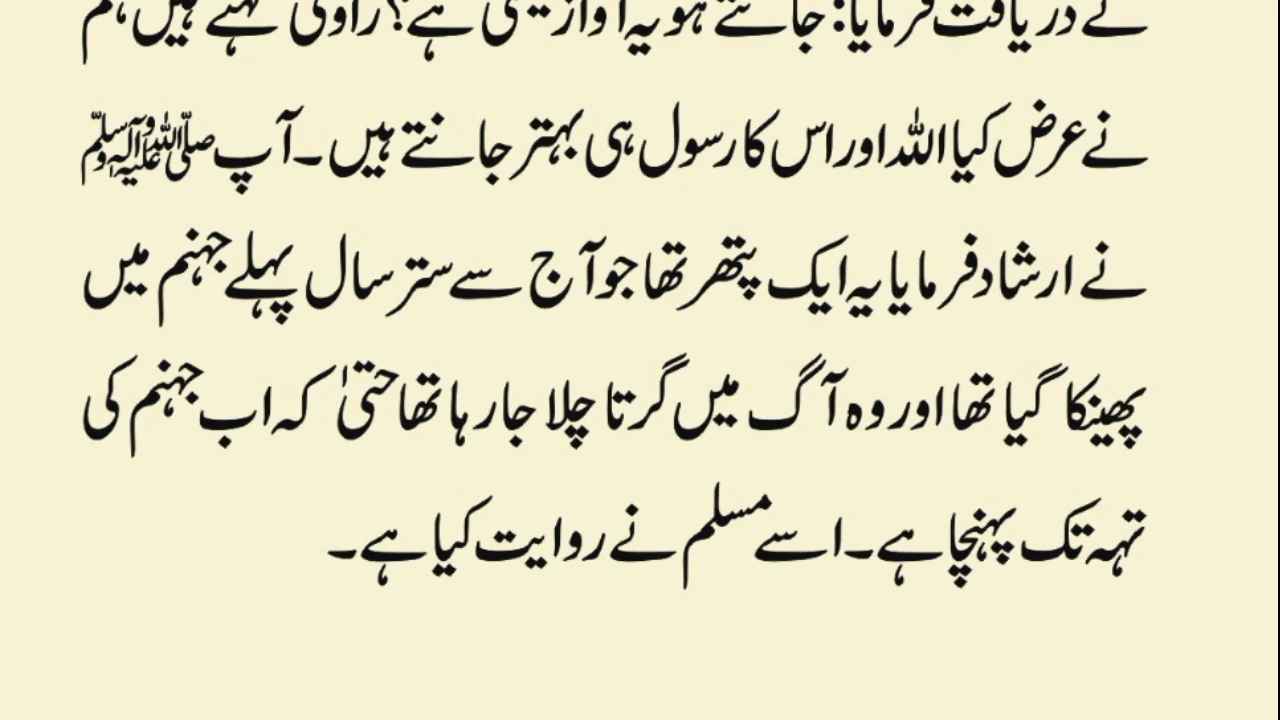 نے دریافت فرمایا: جانتے ہو یہ آواز کیسی ہے؟ راوی کہتے ہیں ہم
نے عرض کیا اللہ اور اس کا رسول ہی بہتر جانتے ہیں۔ آپ صلی اللہ علیہ وآلہ وسلم
نے ارشاد فرمایا یہ ایک پتھر تھا جو آج سے ستر سال پہلے جہنم میں
پھینکا گیا تھا اور وہ آگ میں گرتا چلا جا رہا تھا حتیٰ کہ اب جہنم کی
تہہ تک پہنچا ہے۔ اسے مسلم نے روایت کیا ہے۔